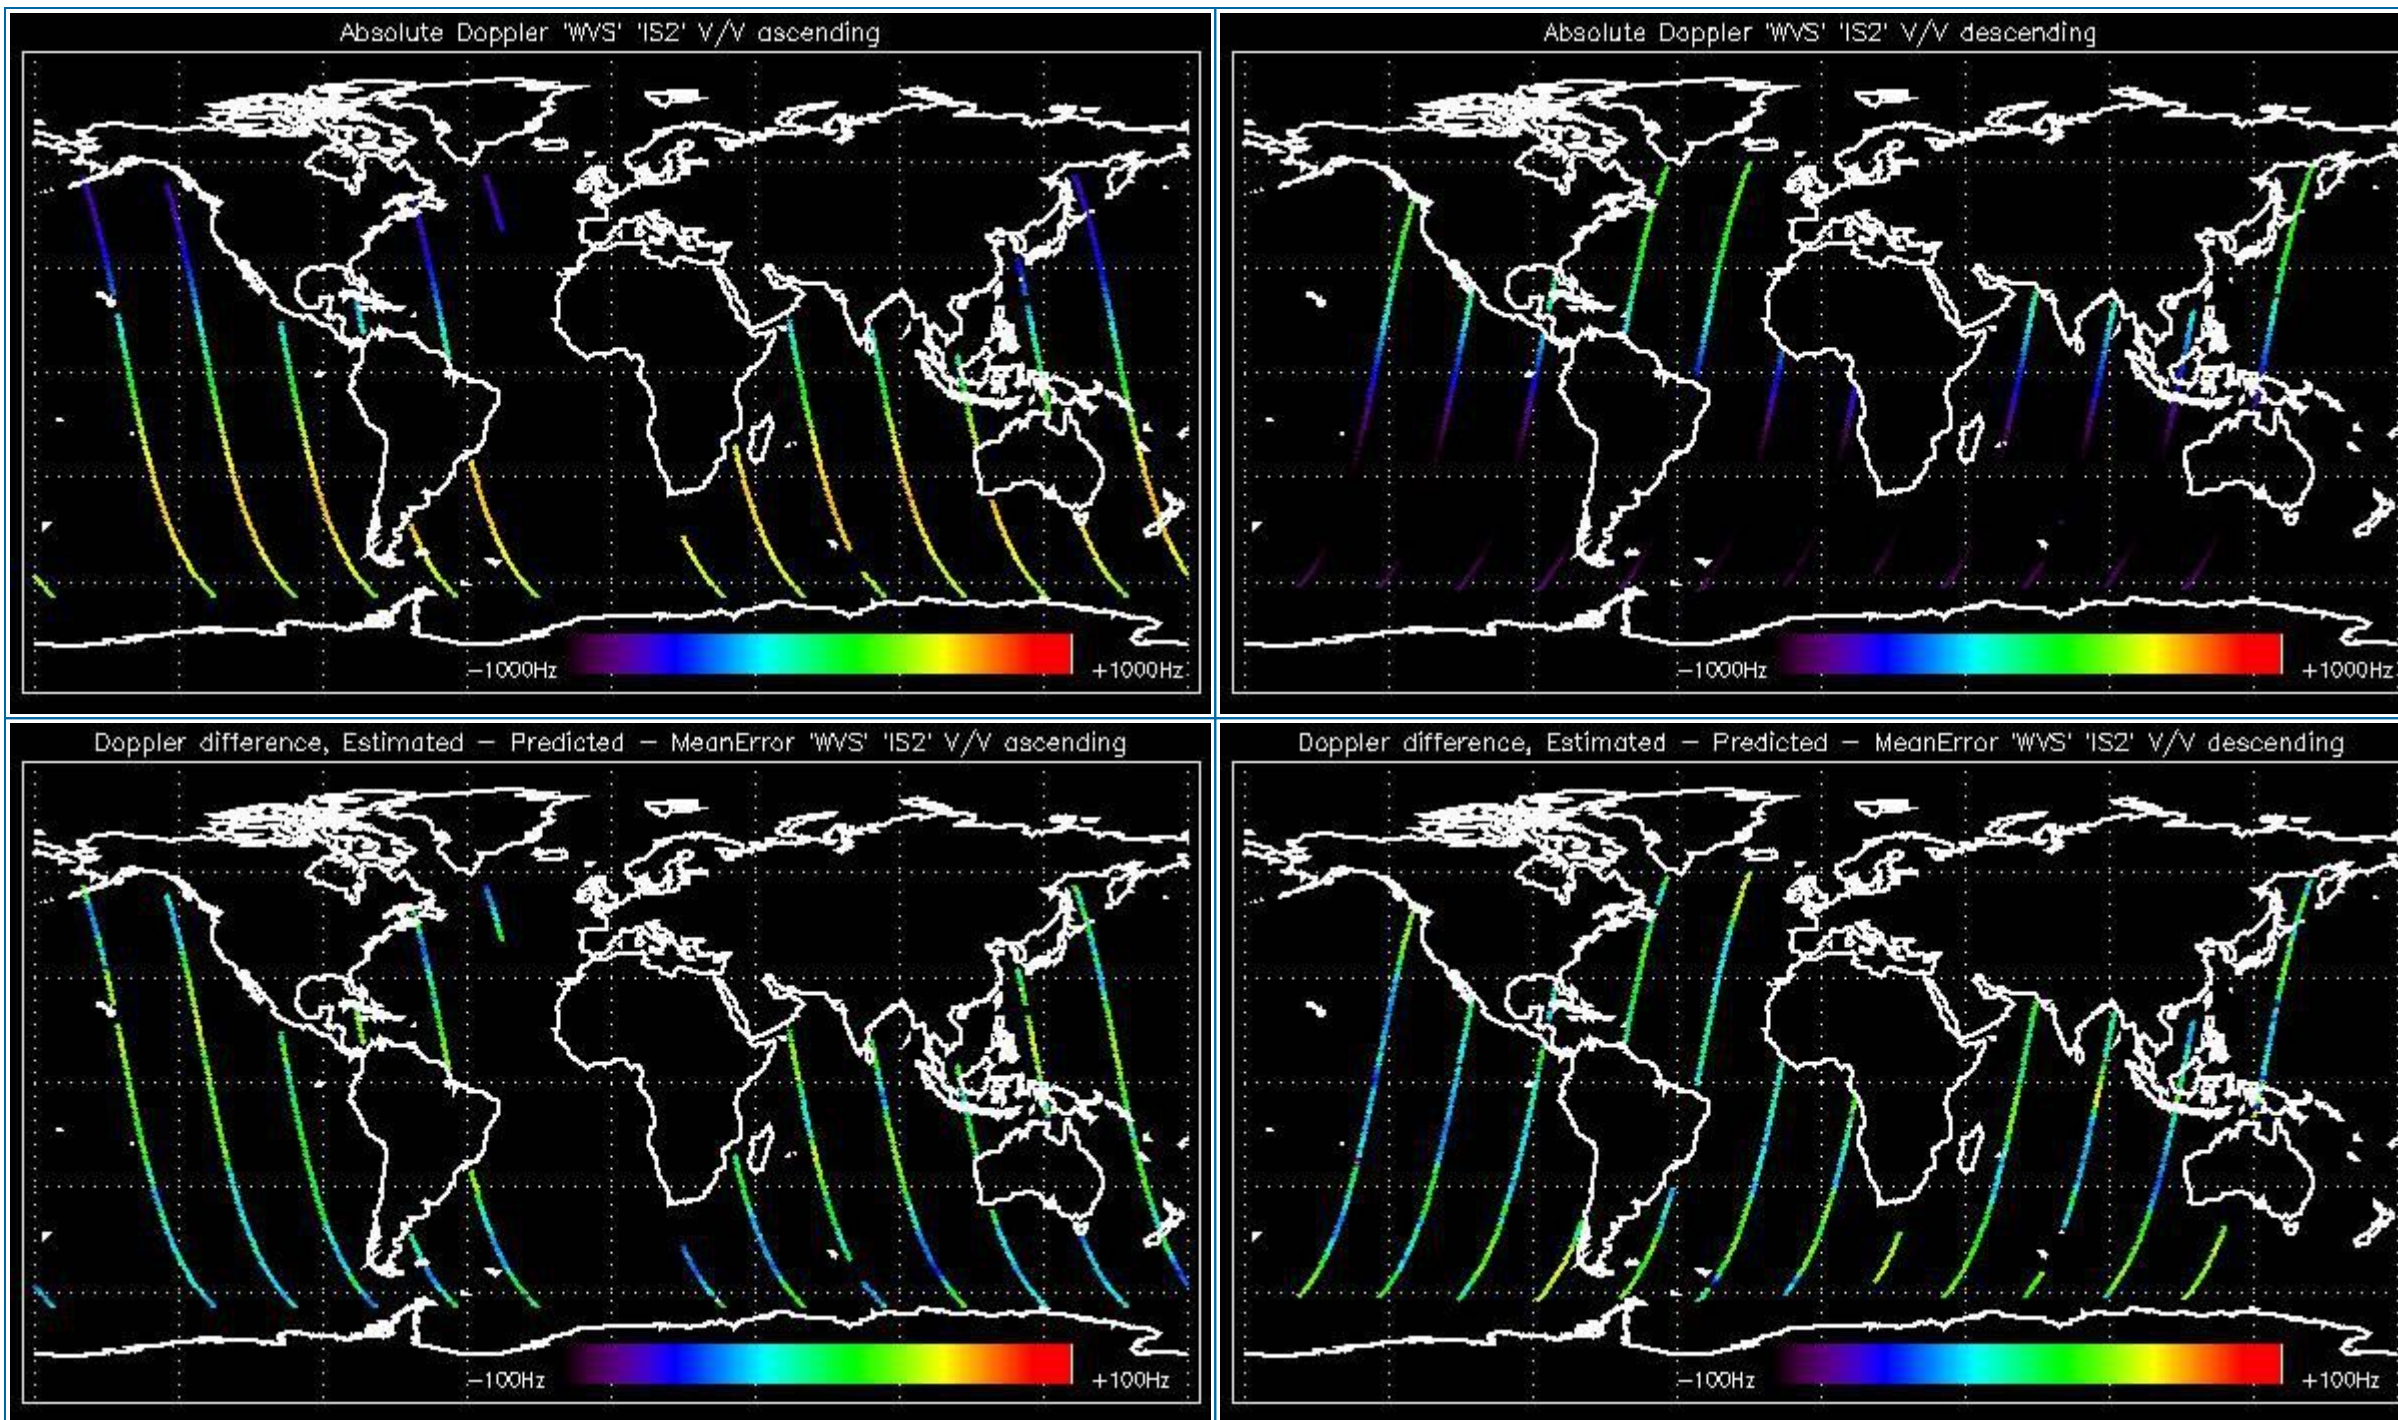 Absolute Doppler 'WVS' 'IS2' V/V ascending
-1000Hz
+1000Hz
Absolute Doppler 'WVS' 'IS2' V/V descending
-1000Hz
+1000Hz
Doppler difference, Estimated - Predicted - MeanError 'WVS' 'IS2' V/V ascending
-100Hz
+100Hz
Doppler difference, Estimated - Predicted - MeanError 'WVS' 'IS2' V/V descending
-100Hz
+100Hz